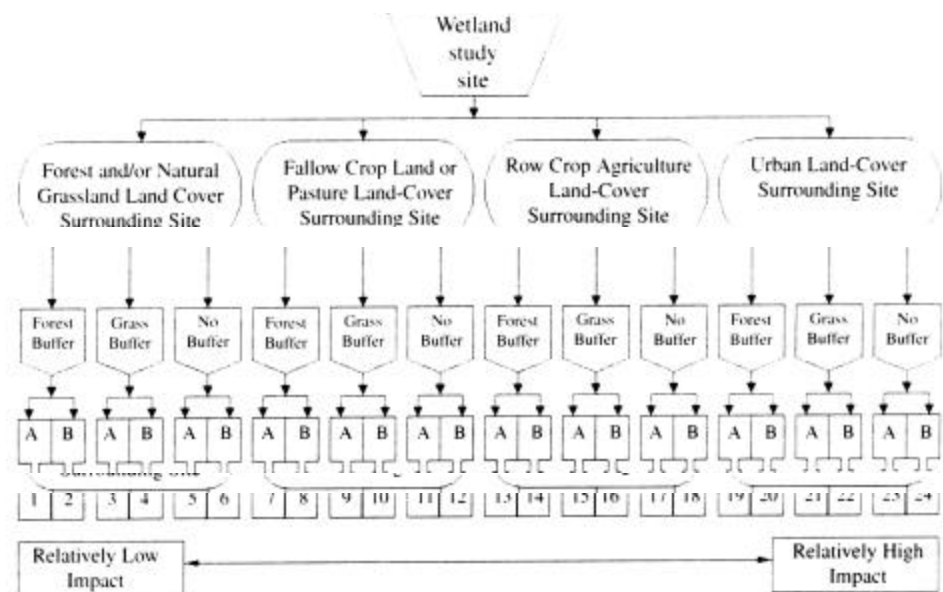 Wetland
study
site
Forest and/or Natural
Grassland Land Cover
Surrounding Site
Fallow Crop Land or
Pasture Land-Cover
Surrounding Site
Row Crop Agriculture
Land-Cover
Surrounding Site
Urban Land-Cover
Surrounding Site
Forest
Buffer
Grass
Buffer
No
Buffer
Forest
Buffer
Grass
Buffer
No
Buffer
Forest
Buffer
Grass
Buffer
No
Buffer
Forest
Buffer
Grass
Buffer
No
Buffer
A B A B A B A B A B A B A B A B A B A B A B A B
Surrounding Site
1 2 3 4 5 6 7 8 9 10 11 12 13 14 15 16 17 18 19 20 21 22 23 24
Relatively Low
Impact
Relatively High
Impact